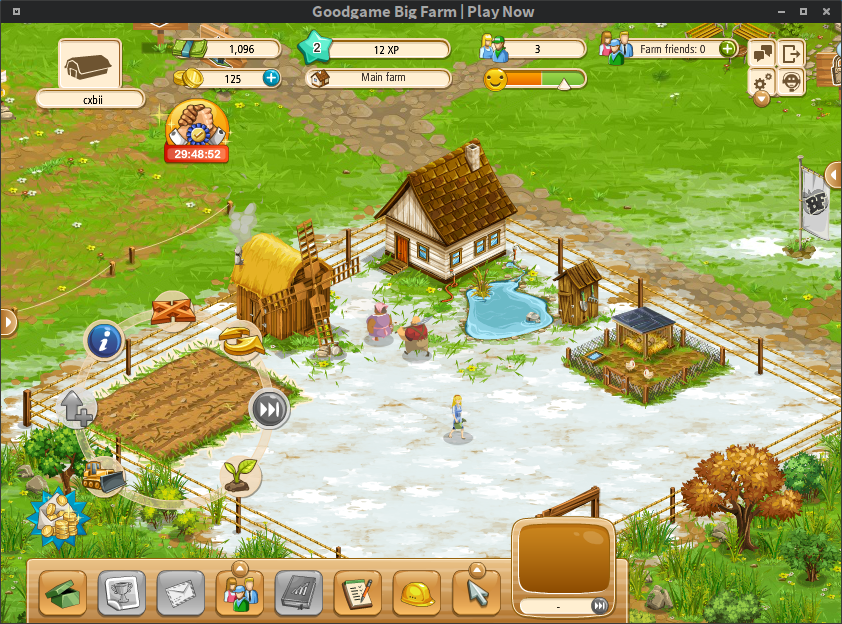 Goodgame Big Farm | Play Now
1,096
2
12 XP
3
Farm friends: 0
125
Main farm
cxbii
29:48:52
BF
i
-